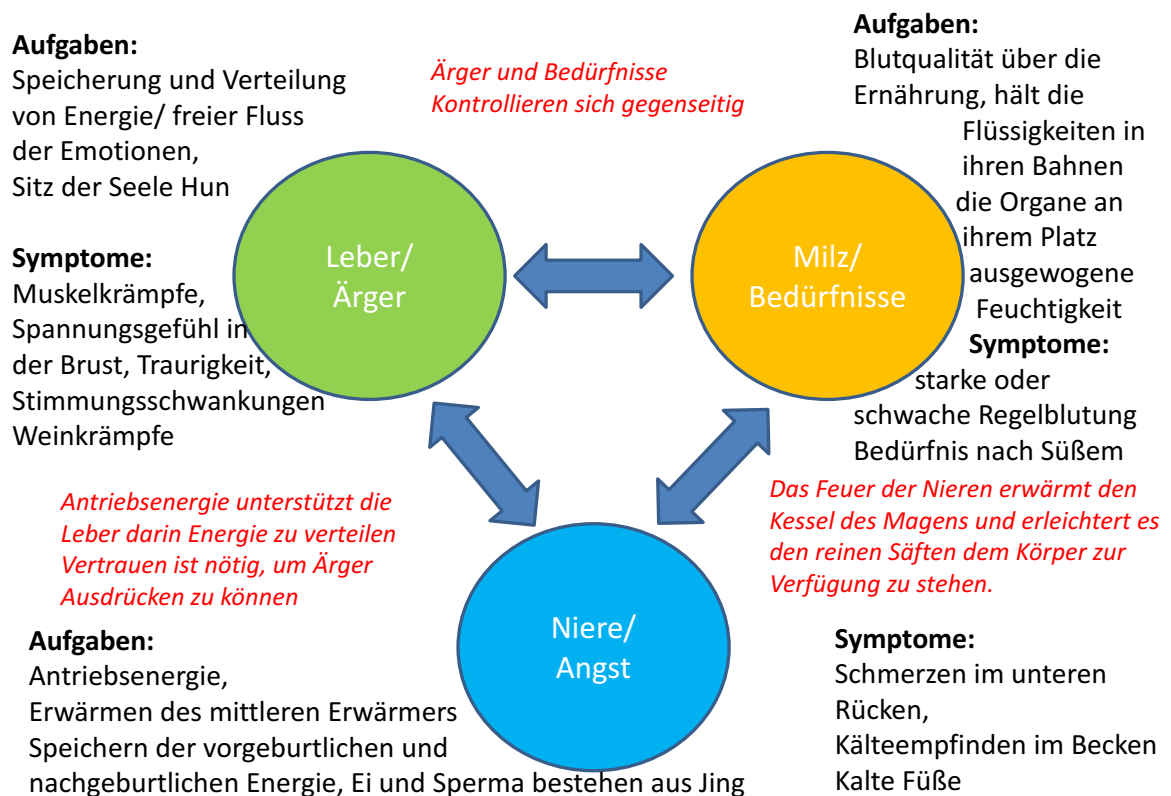 Aufgaben:
Speicherung und Verteilung
von Energie/ freier Fluss
der Emotionen,
Sitz der Seele Hun
Symptome:
Muskelkrämpfe,
Spannungsgefühl in
der Brust, Traurigkeit,
Stimmungsschwankungen
Weinkrämpfe
Ärger und Bedürfnisse
Kontrollieren sich gegenseitig
Leber/
Ärger
Milz/
Bedürfnisse
Aufgaben:
Blutqualität über die
Ernährung, hält die
Flüssigkeiten in
ihren Bahnen
die Organe an
ihrem Platz
ausgewogene
Feuchtigkeit
Symptome:
starke oder
schwache Regelblutung
Bedürfnis nach Süßem
Antriebsenergie unterstützt die
Leber darin Energie zu verteilen
Vertrauen ist nötig, um Ärger
Ausdrücken zu können
Das Feuer der Nieren erwärmt den
Kessel des Magens und erleichtert es
den reinen Säften dem Körper zur
Verfügung zu stehen.
Niere/
Angst
Aufgaben:
Antriebsenergie,
Erwärmen des mittleren Erwärmers
Speichern der vorgeburtlichen und
nachgeburtlichen Energie, Ei und Sperma bestehen aus Jing
Symptome:
Schmerzen im unteren
Rücken,
Kälteempfinden im Becken
Kalte Füße